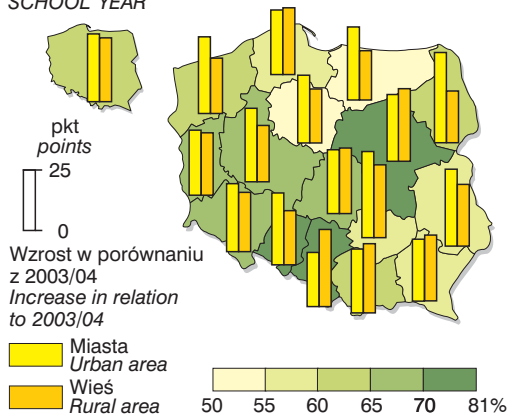 SCHOOL YEAR
pkt
points
25
0
Wzrost w porównaniu
z 2003/04
Increase in relation
to 2003/04
Miasta
Urban area
Wieś
Rural area
50 55 60 65 70 81%